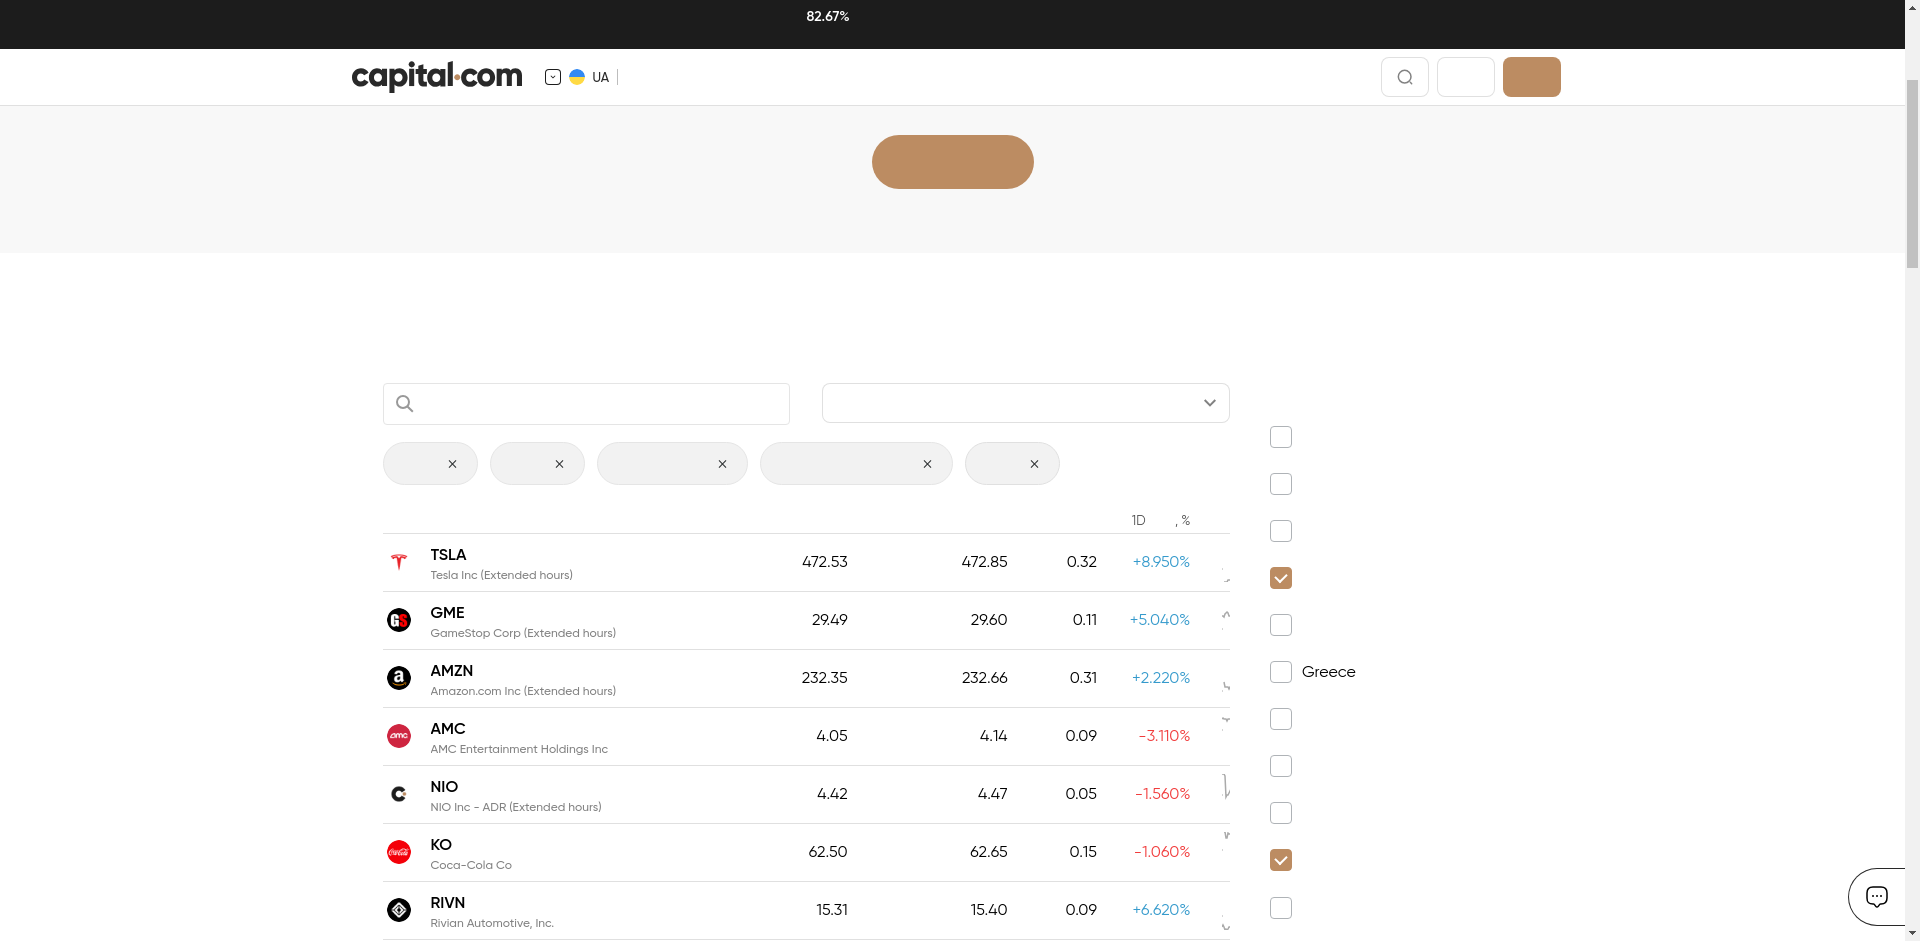 82.67%
capital.com
UA
1D , %
TSLA 472.53 472.85 0.32 +8.950%
Tesla Inc (Extended hours)
GME 29.49 29.60 0.11 +5.040%
GameStop Corp (Extended hours)
AMZN 232.35 232.66 0.31 +2.220%
Amazon.com Inc (Extended hours)
Greece
AMC 4.05 4.14 0.09 -3.110%
AMC Entertainment Holdings Inc
NIO 4.42 4.47 0.05 -1.560%
NIO Inc - ADR (Extended hours)
KO 62.50 62.65 0.15 -1.060%
Coca-Cola Co
RIVN 15.31 15.40 0.09 +6.620%
Rivian Automotive, Inc.